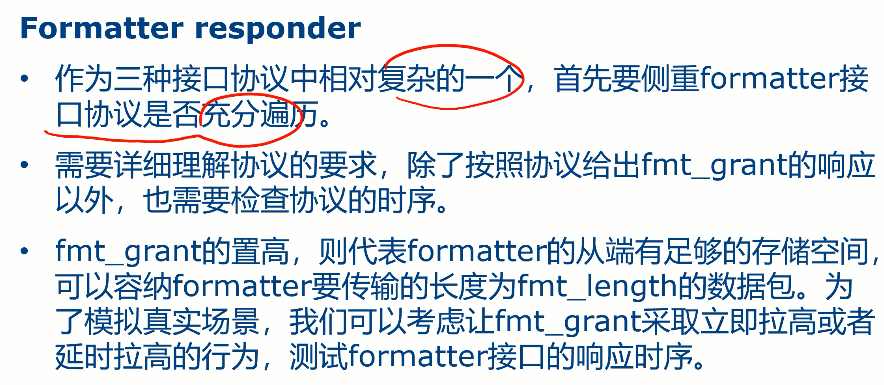 Formatter responder
• 作为三种接口协议中相对复杂的一个，首先要侧重formatter接
口协议是否充分遍历。
• 需要详细理解协议的要求，除了按照协议给出fmt_grant的响应
以外，也需要检查协议的时序。
• fmt_grant的置高，则代表formatter的从端有足够的存储空间，
可以容纳formatter要传输的长度为fmt_length的数据包。为
了模拟真实场景，我们可以考虑让fmt_grant采取立即拉高或者
延时拉高的行为，测试formatter接口的响应时序。